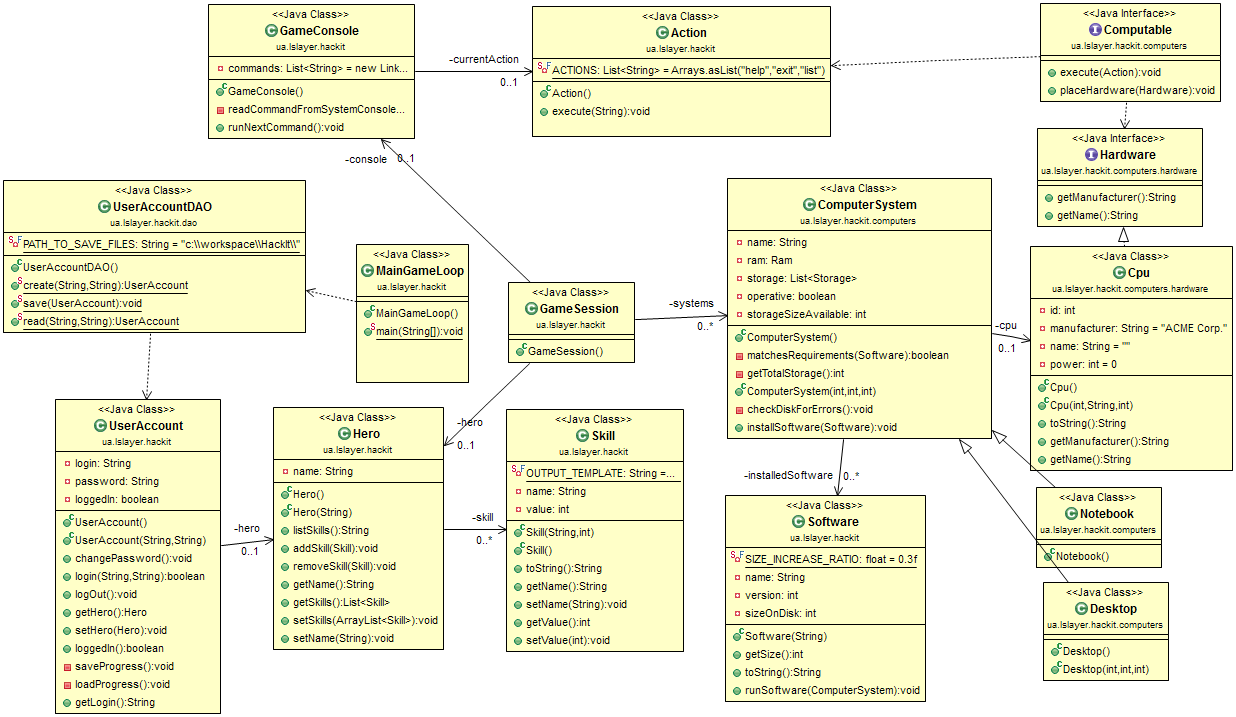 <<Java Class>>
GameConsole
ua.lslayer.hackit
commands: List<String> = new Link...
GameConsole()
readCommandFromSystemConsole...
runNextCommand():void
-currentAction
0..1
<<Java Class>>
Action
ua.lslayer.hackit
ACTIONS: List<String> = Arrays.asList("help","exit","list")
Action()
execute(String):void
<<Java Interface>>
Computable
ua.lslayer.hackit.computers
execute(Action):void
placeHardware(Hardware):void
<<Java Interface>>
Hardware
ua.lslayer.hackit.computers.hardware
getManufacturer():String
getName():String
-console
0..1
<<Java Class>>
UserAccountDAO
ua.lslayer.hackit.dao
PATH_TO_SAVE_FILES: String = "c:\\workspace\\HackIt\\"
UserAccountDAO()
create(String,String):UserAccount
save(UserAccount):void
read(String,String):UserAccount
<<Java Class>>
MainGameLoop
ua.lslayer.hackit
MainGameLoop()
main(String[]):void
<<Java Class>>
GameSession
ua.lslayer.hackit
GameSession()
-systems
0..*
<<Java Class>>
ComputerSystem
ua.lslayer.hackit.computers
name: String
ram: Ram
storage: List<Storage>
operative: boolean
storageSizeAvailable: int
ComputerSystem()
matchesRequirements(Software):boolean
getTotalStorage():int
ComputerSystem(int,int,int)
checkDiskForErrors():void
installSoftware(Software):void
-cpu
0..1
<<Java Class>>
Cpu
ua.lslayer.hackit.computers.hardware
id: int
manufacturer: String = "ACME Corp."
name: String = ""
power: int = 0
Cpu()
Cpu(int,String,int)
toString():String
getManufacturer():String
getName():String
<<Java Class>>
UserAccount
ua.lslayer.hackit
login: String
password: String
loggedIn: boolean
UserAccount()
UserAccount(String,String)
changePassword():void
login(String,String):boolean
logOut():void
getHero():Hero
setHero(Hero):void
loggedIn():boolean
saveProgress():void
loadProgress():void
getLogin():String
-hero
0..1
<<Java Class>>
Hero
ua.lslayer.hackit
name: String
Hero()
Hero(String)
listSkills():String
addSkill(Skill):void
removeSkill(Skill):void
getName():String
getSkills():List<Skill>
setSkills(ArrayList<Skill>):void
setName(String):void
-hero
0..1
-skill
0..*
<<Java Class>>
Skill
ua.lslayer.hackit
OUTPUT_TEMPLATE: String =...
name: String
value: int
Skill(String,int)
Skill()
toString():String
getName():String
setName(String):void
getValue():int
setValue(int):void
-installedSoftware
0..*
<<Java Class>>
Software
ua.lslayer.hackit
SIZE_INCREASE_RATIO: float = 0.3f
name: String
version: int
sizeOnDisk: int
Software(String)
getSize():int
toString():String
runSoftware(ComputerSystem):void
<<Java Class>>
Notebook
ua.lslayer.hackit.computers
Notebook()
<<Java Class>>
Desktop
ua.lslayer.hackit.computers
Desktop()
Desktop(int,int,int)